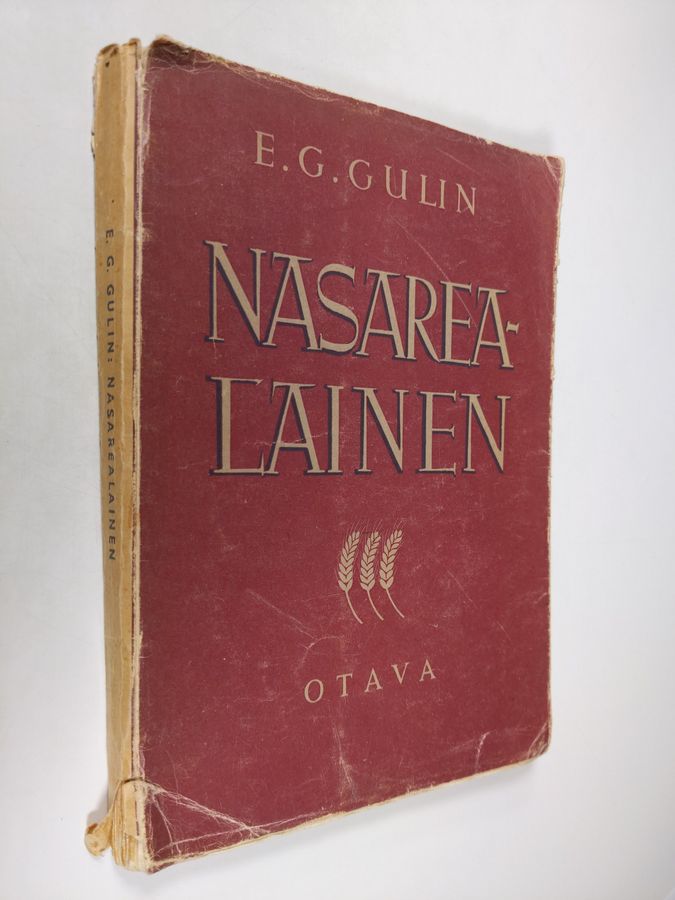 E. G. GULIN: NASAREALAINEN
E.G.GULIN
NASAREA-
LAINEN
OTAVA